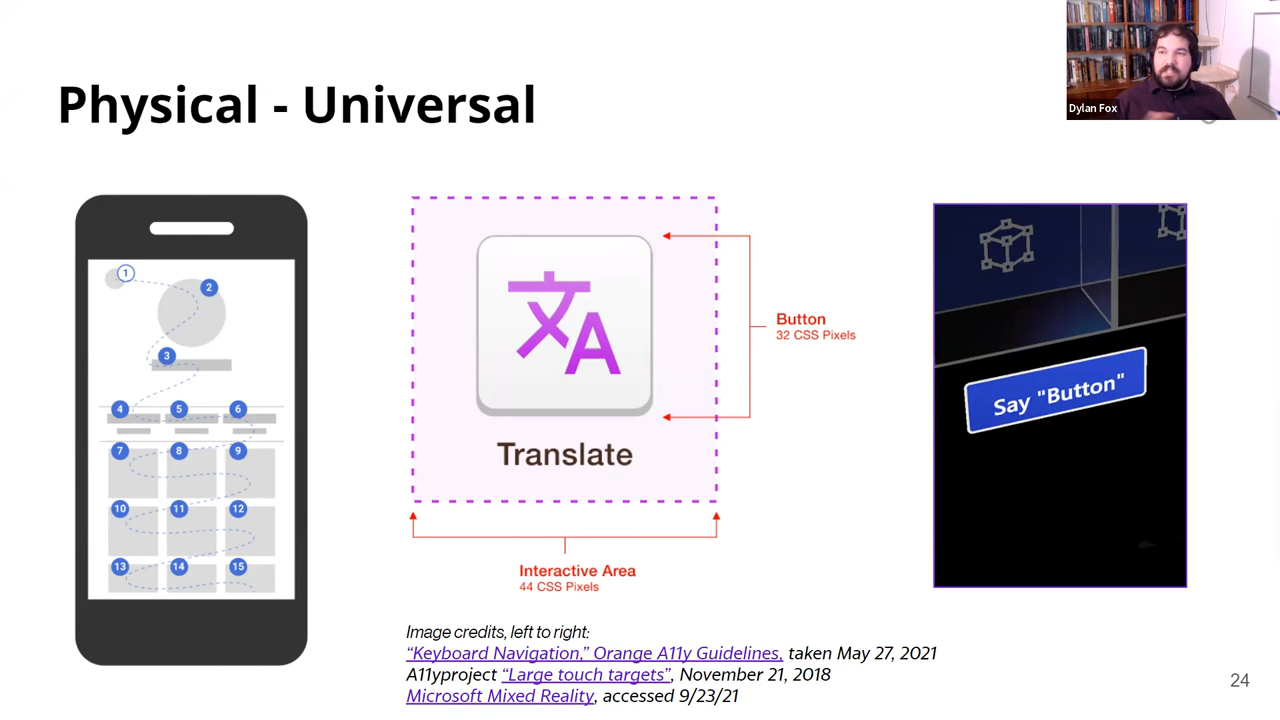 Physical - Universal
Dylan Fox
1
2
3
4 5 6
7 8 9
10 11 12
13 14 15
文A
Translate
Button
32 CSS Pixels
Interactive Area
44 CSS Pixels
Say "Button"
Image credits, left to right:
“Keyboard Navigation,” Orange A11y Guidelines, taken May 27, 2021
A11yproject “Large touch targets”, November 21, 2018
Microsoft Mixed Reality, accessed 9/23/21
24